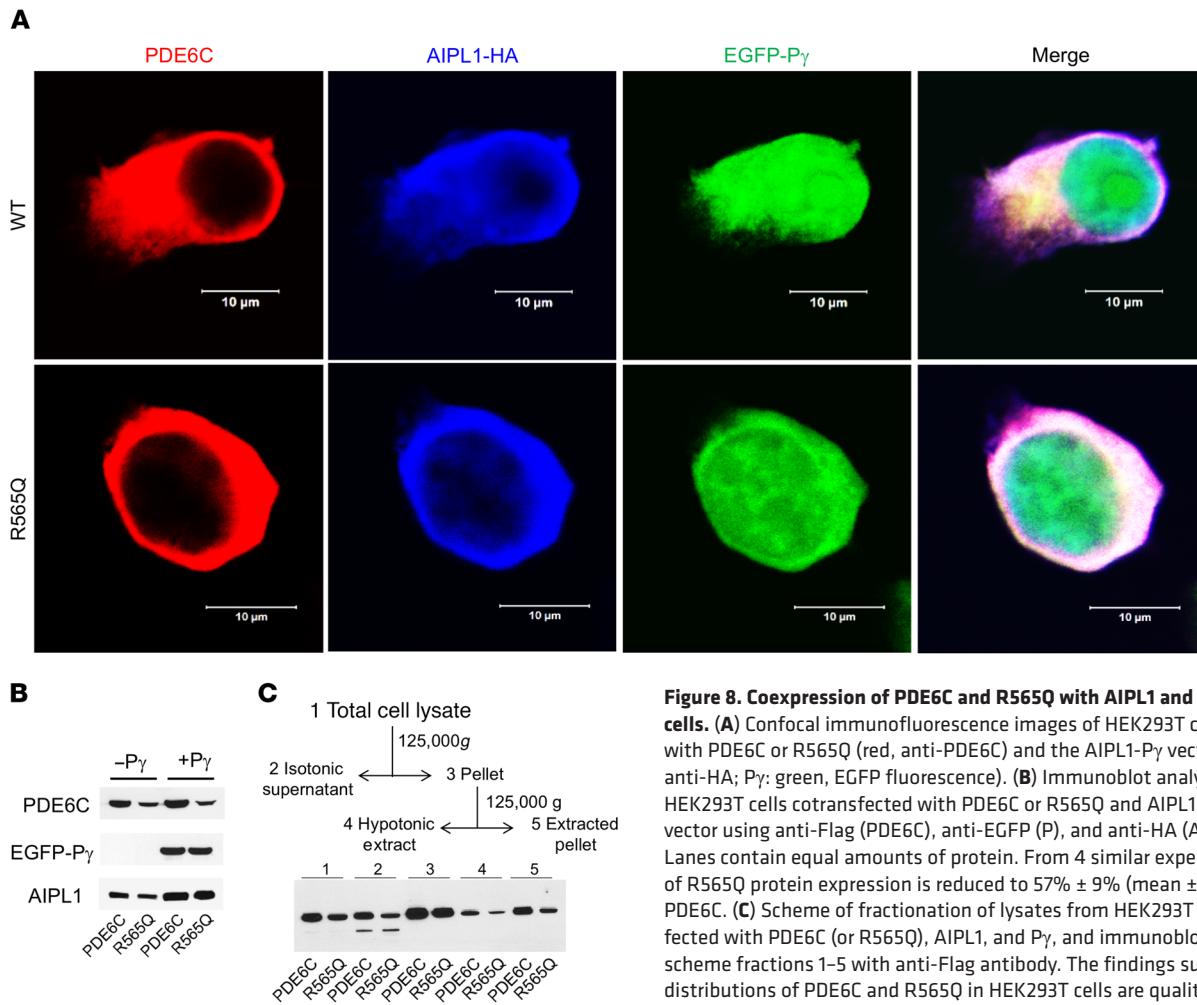 A
PDE6C
AIPL1-HA
EGFP-Pγ
Merge
WT
10 µm
10 µm
10 µm
10 µm
R565Q
10 µm
10 µm
10 µm
10 µm
B
–Pγ
+Pγ
PDE6C
EGFP-Pγ
AIPL1
PDE6C
R565Q
PDE6C
R565Q
C
1 Total cell lysate
125,000g
2 Isotonic
supernatant
3 Pellet
125,000 g
4 Hypotonic
extract
5 Extracted
pellet
1 2 3 4 5
PDE6C
R565Q
PDE6C
R565Q
PDE6C
R565Q
PDE6C
R565Q
PDE6C
R565Q
Figure 8. Coexpression of PDE6C and R565Q with AIPL1 and
cells. (A) Confocal immunofluorescence images of HEK293T c
with PDE6C or R565Q (red, anti-PDE6C) and the AIPL1-Pγ vect
anti-HA; Pγ: green, EGFP fluorescence). (B) Immunoblot analy
HEK293T cells cotransfected with PDE6C or R565Q and AIPL1
vector using anti-Flag (PDE6C), anti-EGFP (P), and anti-HA (A
Lanes contain equal amounts of protein. From 4 similar expe
of R565Q protein expression is reduced to 57% ± 9% (mean ±
PDE6C. (C) Scheme of fractionation of lysates from HEK293T
fected with PDE6C (or R565Q), AIPL1, and Pγ, and immunoblo
scheme fractions 1–5 with anti-Flag antibody. The findings su
distributions of PDE6C and R565Q in HEK293T cells are qualit